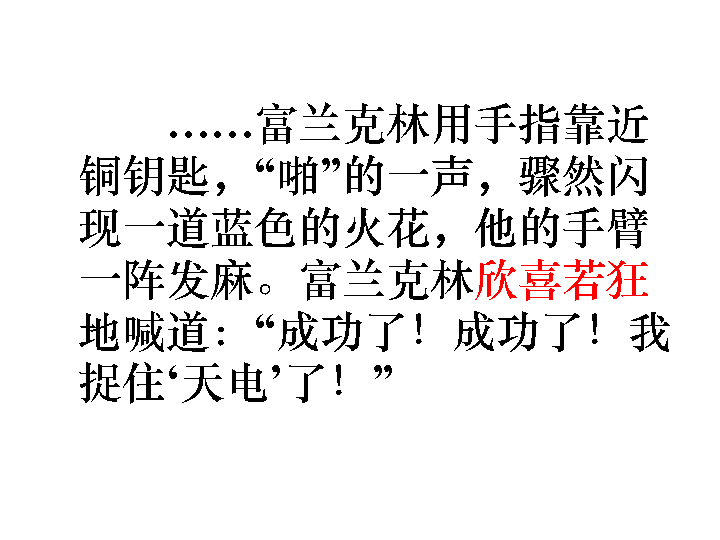 ……富兰克林用手指靠近
铜钥匙，“啪”的一声，骤然闪
现一道蓝色的火花，他的手臂
一阵发麻。富兰克林欣喜若狂
地喊道：“成功了！成功了！我
捉住‘天电’了！”